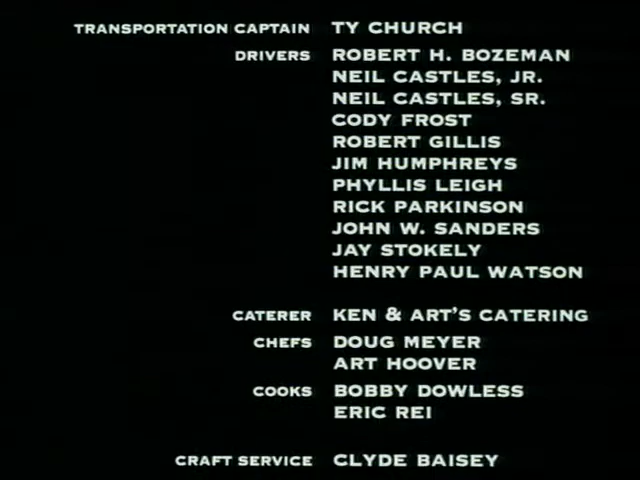 TRANSPORTATION CAPTAIN TY CHURCH
DRIVERS ROBERT H. BOZEMAN
NEIL CASTLES, JR.
NEIL CASTLES, SR.
CODY FROST
ROBERT GILLIS
JIM HUMPHREYS
PHYLLIS LEIGH
RICK PARKINSON
JOHN W. SANDERS
JAY STOKELY
HENRY PAUL WATSON
CATERER KEN & ART'S CATERING
CHEFS DOUG MEYER
ART HOOVER
COOKS BOBBY DOWLESS
ERIC REI
CRAFT SERVICE CLYDE BAISEY